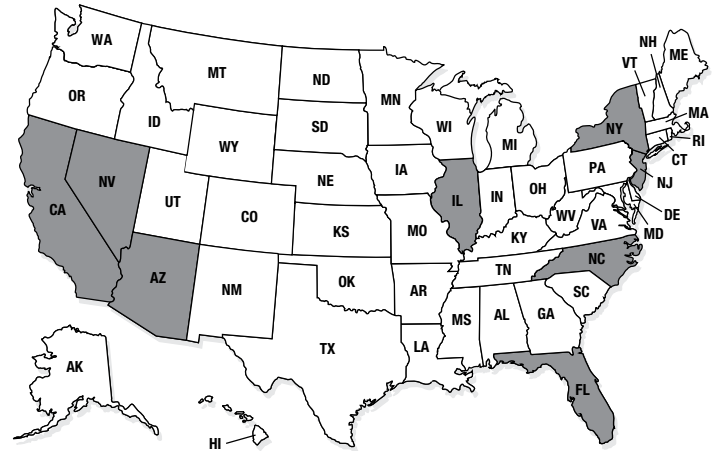 WA
MT
ND
MN
VT
NH
ME
OR
ID
WY
SD
WI
MI
NY
MA
RI
CT
NV
UT
CO
NE
IA
IL
IN
OH
PA
NJ
DE
MD
CA
AZ
NM
KS
MO
KY
WV
VA
OK
AR
TN
NC
SC
TX
LA
MS
AL
GA
FL
AK
HI